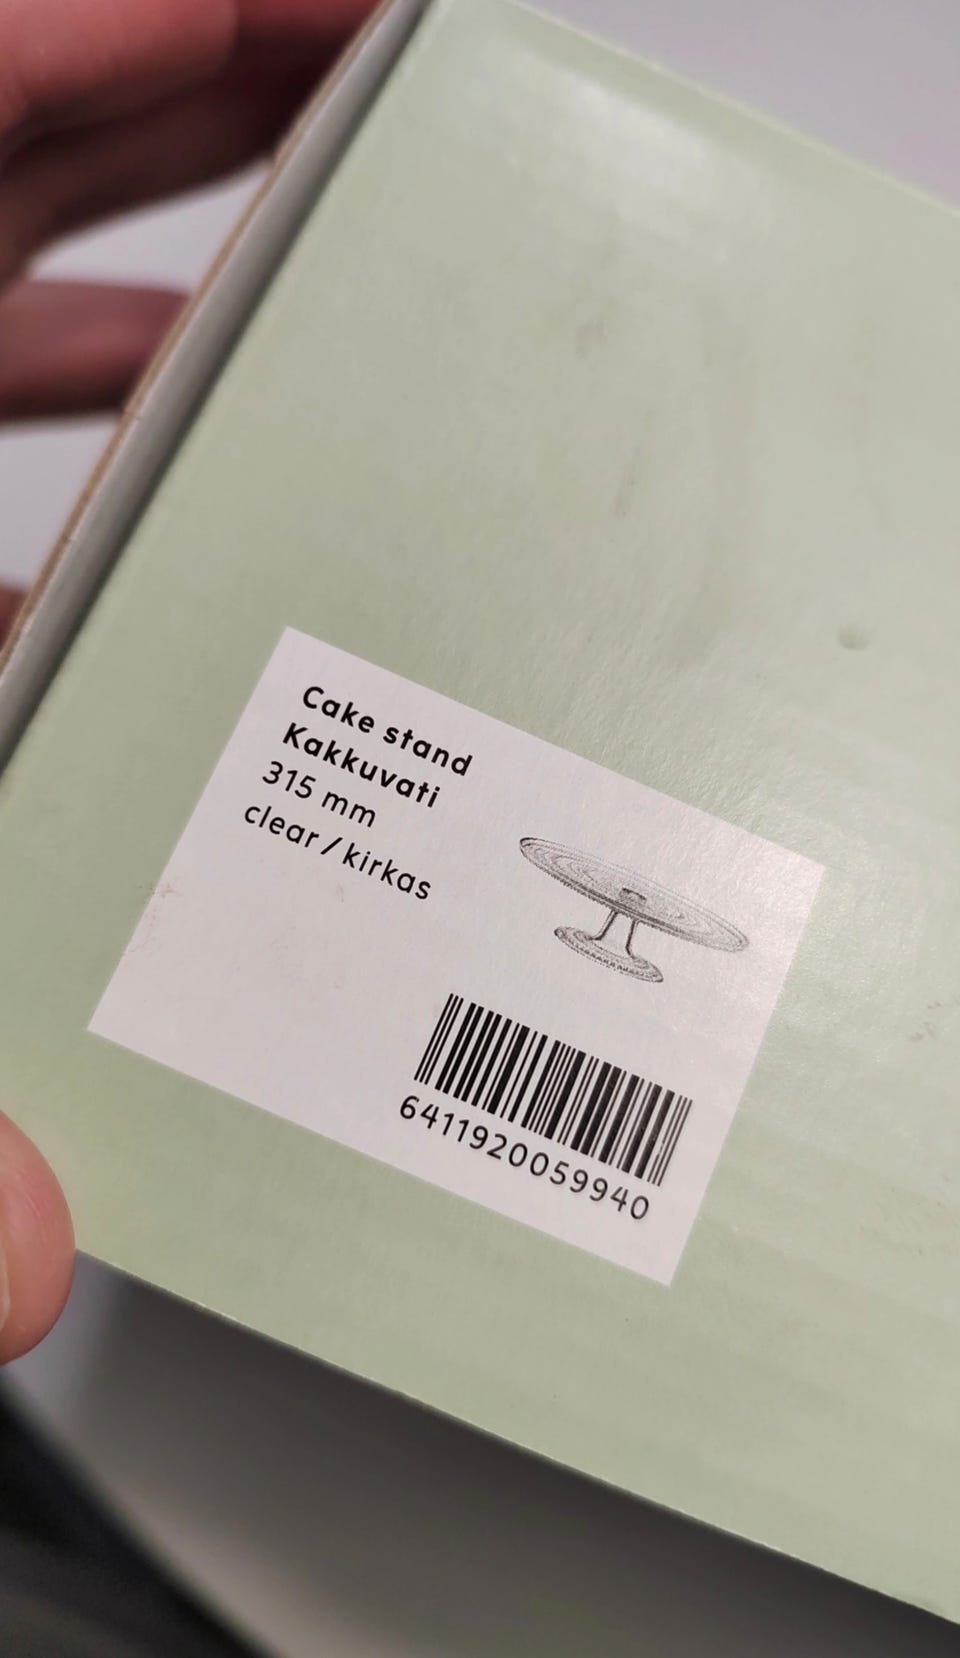 Cake stand
Kakkuvati
315 mm
clear / kirkas
6411920059940